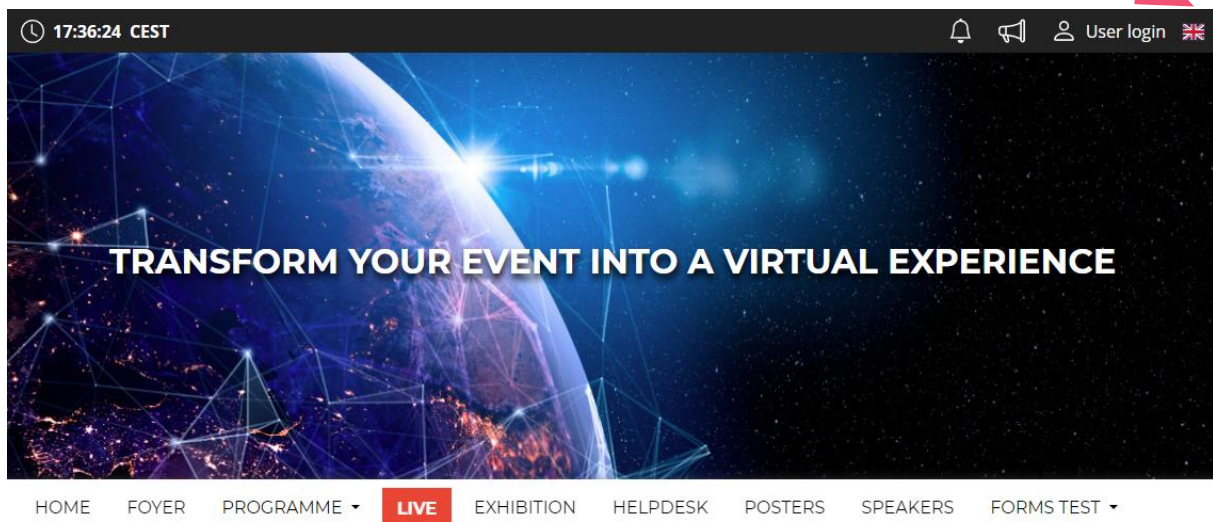 17:36:24 CEST User login
TRANSFORM YOUR EVENT INTO A VIRTUAL EXPERIENCE
HOME FOYER PROGRAMME LIVE EXHIBITION HELPDESK POSTERS SPEAKERS FORMS TEST